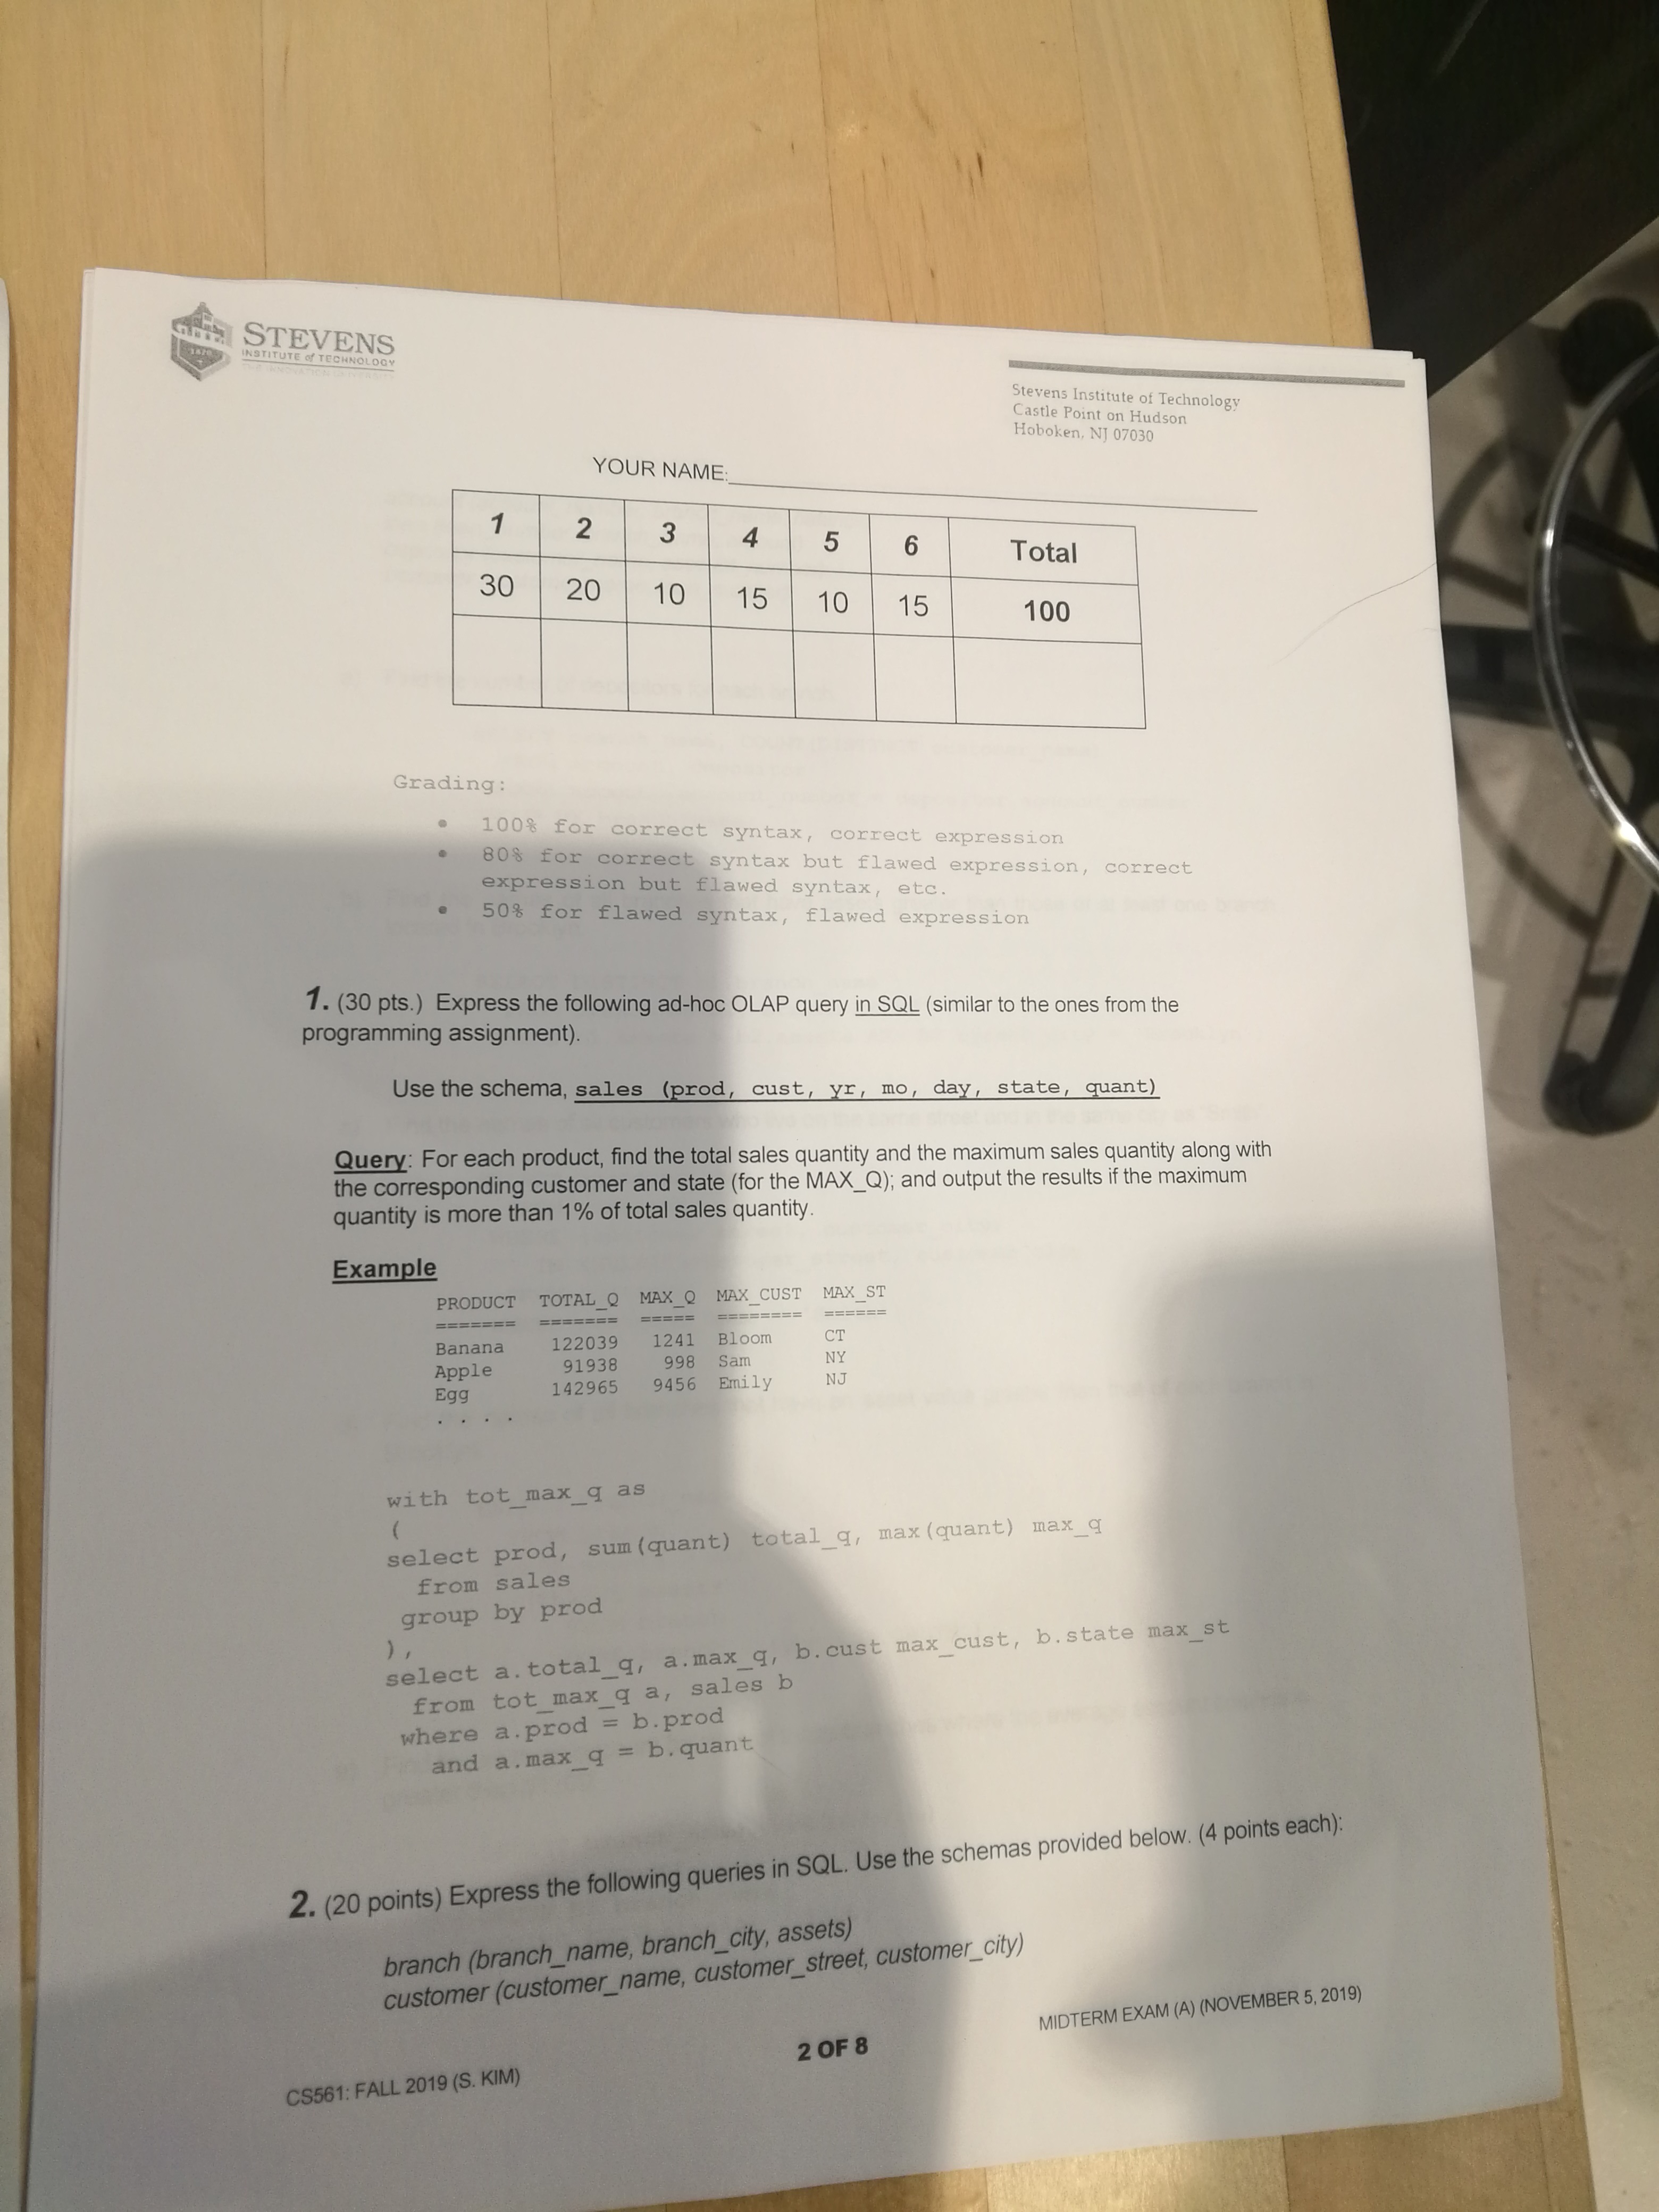 STEVENS
INSTITUTE of TECHNOLOGY
THE INNOVATION UNIVERSITY
1870
Stevens Institute of Technology
Castle Point on Hudson
Hoboken, NJ 07030
YOUR NAME:
1 2 3 4 5 6 Total
30 20 10 15 10 15 100
Grading:
• 100% for correct syntax, correct expression
• 80% for correct syntax but flawed expression, correct
expression but flawed syntax, etc.
• 50% for flawed syntax, flawed expression
1. (30 pts.) Express the following ad-hoc OLAP query in SQL (similar to the ones from the
programming assignment).
Use the schema, sales (prod, cust, yr, mo, day, state, quant)
Query: For each product, find the total sales quantity and the maximum sales quantity along with
the corresponding customer and state (for the MAX_Q); and output the results if the maximum
quantity is more than 1% of total sales quantity.
Example
PRODUCT TOTAL_Q MAX_Q MAX_CUST MAX_ST
======= ======= ===== ======== ======
Banana 122039 1241 Bloom CT
Apple 91938 998 Sam NY
Egg 142965 9456 Emily NJ
. . . .
with tot_max_q as
(
select prod, sum(quant) total_q, max(quant) max_q
from sales
group by prod
),
select a.total_q, a.max_q, b.cust max_cust, b.state max_st
from tot_max_q a, sales b
where a.prod = b.prod
and a.max_q = b.quant
2. (20 points) Express the following queries in SQL. Use the schemas provided below. (4 points each):
branch (branch_name, branch_city, assets)
customer (customer_name, customer_street, customer_city)
MIDTERM EXAM (A) (NOVEMBER 5, 2019)
2 OF 8
CS561: FALL 2019 (S. KIM)